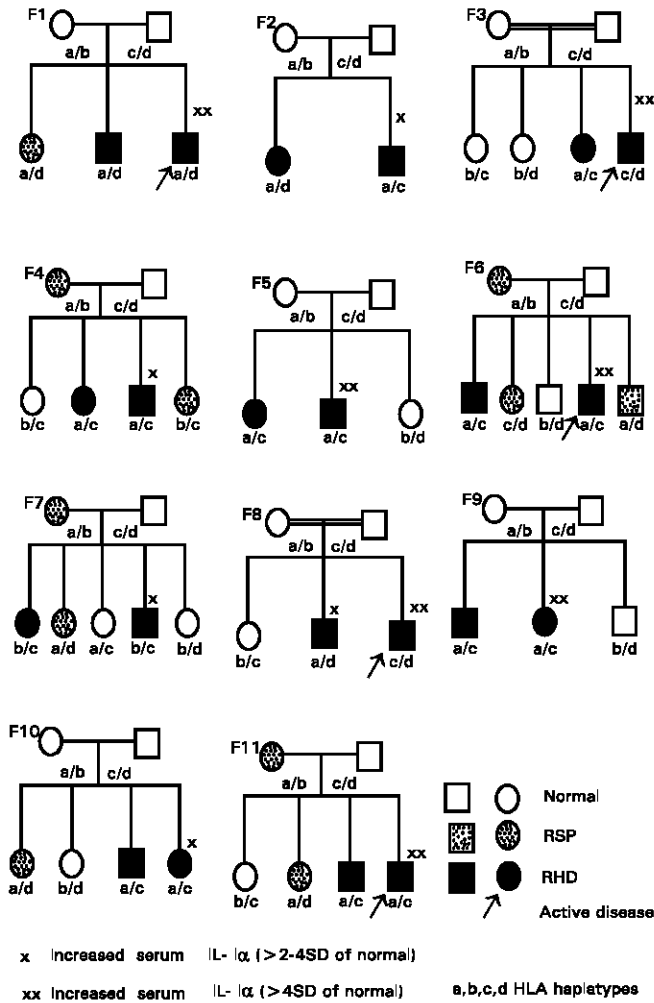 F1
a/b c/d
xx
a/d a/d a/d
F2
a/b c/d
x
a/d a/c
F3
a/b c/d
xx
b/c b/d a/c c/d
F4
a/b c/d
x
b/c a/c a/c b/c
F5
a/b c/d
xx
a/c a/c b/d
F6
a/b c/d
xx
a/c c/d b/d a/c a/d
F7
a/b c/d
x
b/c a/d a/c b/c b/d
F8
a/b c/d
x xx
b/c a/d c/d
F9
a/b c/d
xx
a/c a/c b/d
F10
a/b c/d
x
a/d b/d a/c a/c
F11
a/b c/d
xx
b/c a/d a/c a/c
Normal
RSP
RHD
Active disease
x Increased serum IL- Iα (>2-4SD of normal)
xx Increased serum IL- Iα (>4SD of normal) a,b,c,d HLA haplatypes